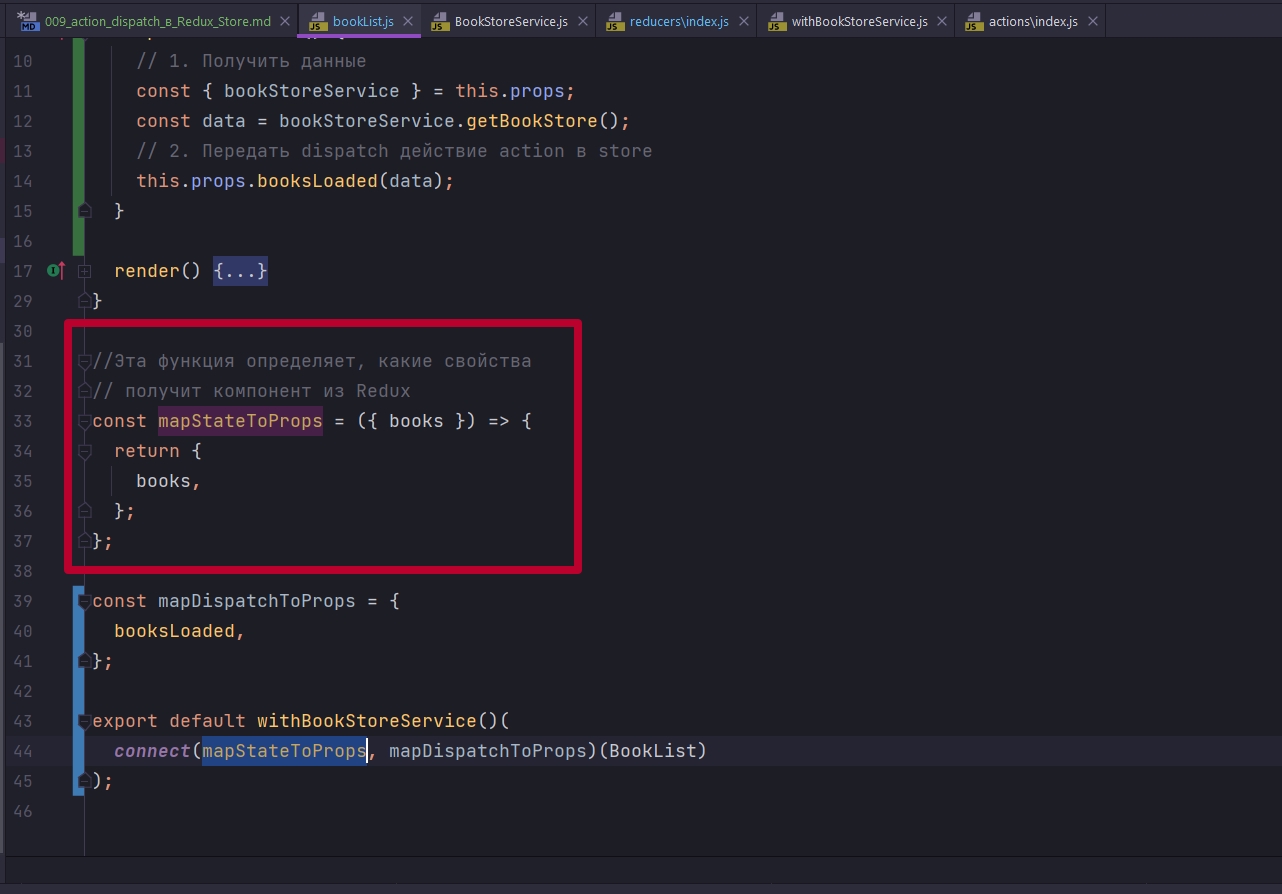 *009_action_dispatch_в_Redux_Store.md bookList.js BookStoreService.js reducers\index.js withBookStoreService.js actions\index.js
10 // 1. Получить данные
11 const { bookStoreService } = this.props;
12 const data = bookStoreService.getBookStore();
13 // 2. Передать dispatch действие action в store
14 this.props.booksLoaded(data);
15 }
16
17 render() {...}
29 }
30
31 //Эта функция определяет, какие свойства
32 // получит компонент из Redux
33 const mapStateToProps = ({ books }) => {
34 return {
35 books,
36 };
37 };
38
39 const mapDispatchToProps = {
40 booksLoaded,
41 };
42
43 export default withBookStoreService()(
44 connect(mapStateToProps, mapDispatchToProps)(BookList)
45 );
46